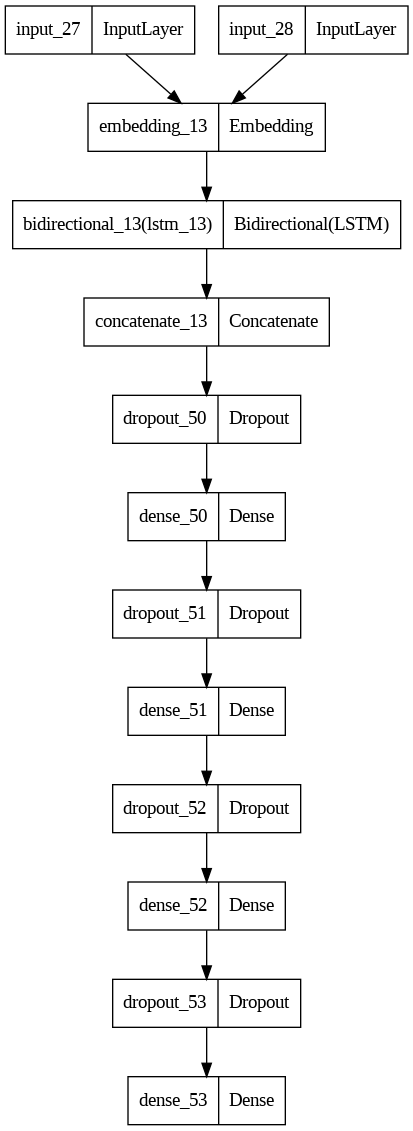 input_27 InputLayer input_28 InputLayer
embedding_13 Embedding
bidirectional_13(lstm_13) Bidirectional(LSTM)
concatenate_13 Concatenate
dropout_50 Dropout
dense_50 Dense
dropout_51 Dropout
dense_51 Dense
dropout_52 Dropout
dense_52 Dense
dropout_53 Dropout
dense_53 Dense